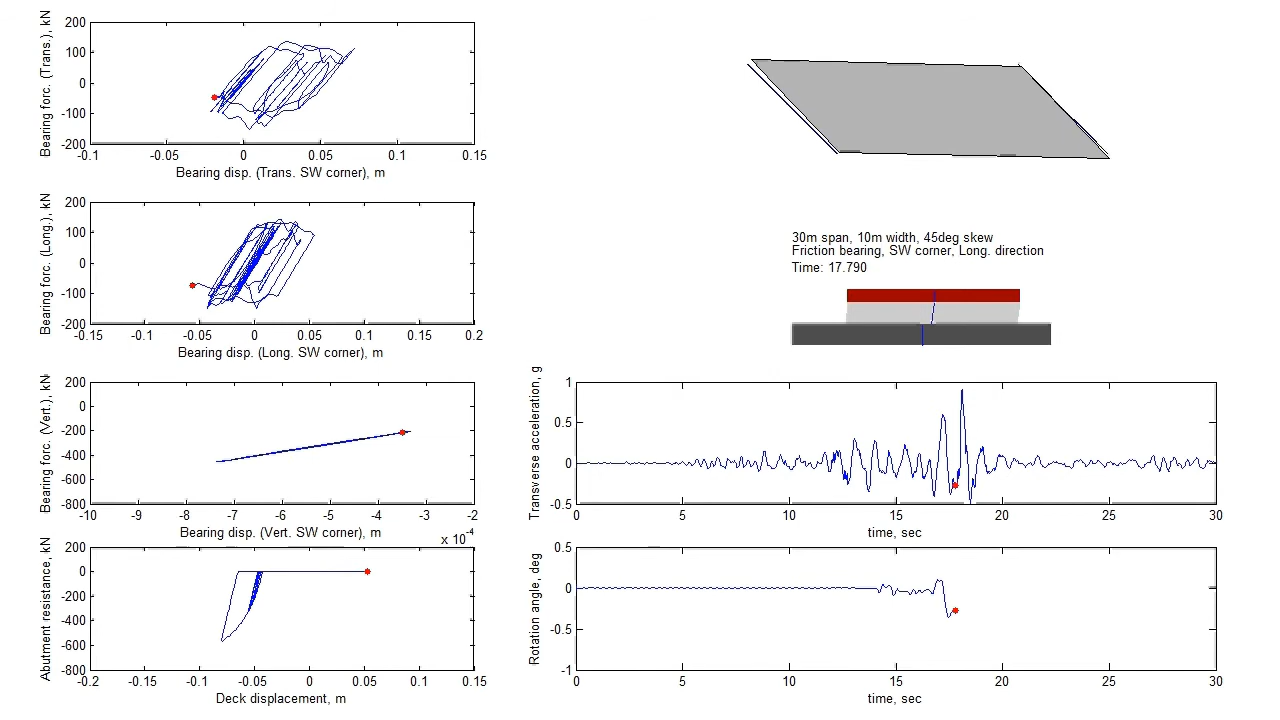 200
100
0
-100
-200
Bearing forc. (Trans.), kN
-0.1 -0.05 0 0.05 0.1 0.15
Bearing disp. (Trans. SW corner), m
200
100
0
-100
-200
Bearing forc. (Long.), kN
-0.15 -0.1 -0.05 0 0.05 0.1 0.15 0.2
Bearing disp. (Long. SW corner), m
200
0
-200
-400
-600
-800
Bearing forc. (Vert.), kN
-10 -9 -8 -7 -6 -5 -4 -3 -2
Bearing disp. (Vert. SW corner), m
x 10-4
200
0
-200
-400
-600
-800
Abutment resistance, kN
-0.2 -0.15 -0.1 -0.05 0 0.05 0.1 0.15
Deck displacement, m
30m span, 10m width, 45deg skew
Friction bearing, SW corner, Long. direction
Time: 17.790
1
0.5
0
-0.5
Transverse acceleration, g
0 5 10 15 20 25 30
time, sec
0.5
0
-0.5
-1
Rotation angle, deg
0 5 10 15 20 25 30
time, sec